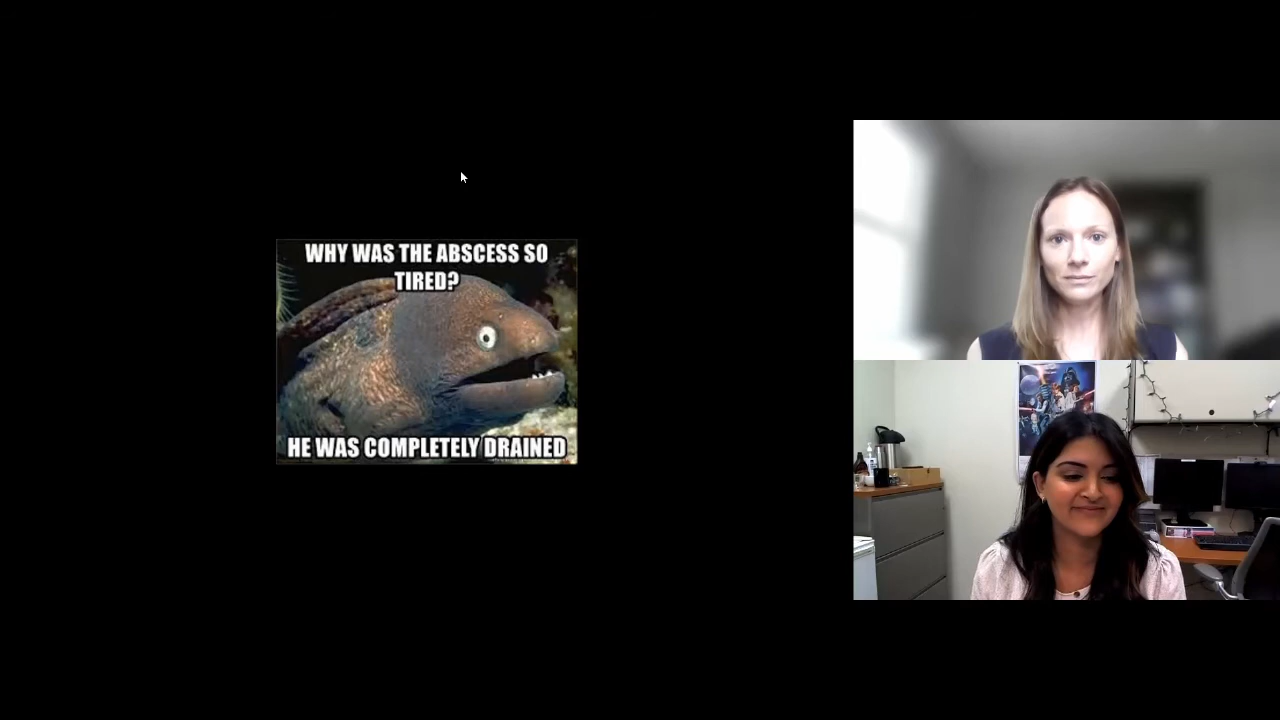 WHY WAS THE ABSCESS SO
TIRED?
HE WAS COMPLETELY DRAINED